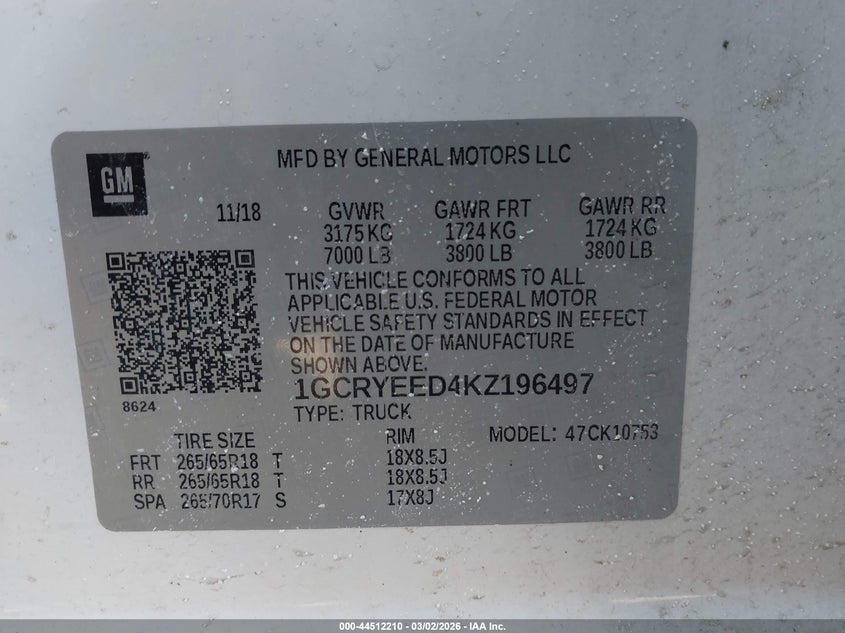 GM
MFD BY GENERAL MOTORS LLC
11/18 GVWR GAWR FRT GAWR RR
3175 KG 1724 KG 1724 KG
7000 LB 3800 LB 3800 LB
THIS VEHICLE CONFORMS TO ALL
APPLICABLE U.S. FEDERAL MOTOR
VEHICLE SAFETY STANDARDS IN EFFECT
ON THE DATE OF MANUFACTURE
SHOWN ABOVE.
1GCRYEED4KZ196497
8624
TYPE: TRUCK
TIRE SIZE RIM MODEL: 47CK10753
FRT 265/65R18 T 18X8.5J
RR 265/65R18 T 18X8.5J
SPA 265/70R17 S 17X8J
000-44512210 - 03/02/2026 - IAA Inc.